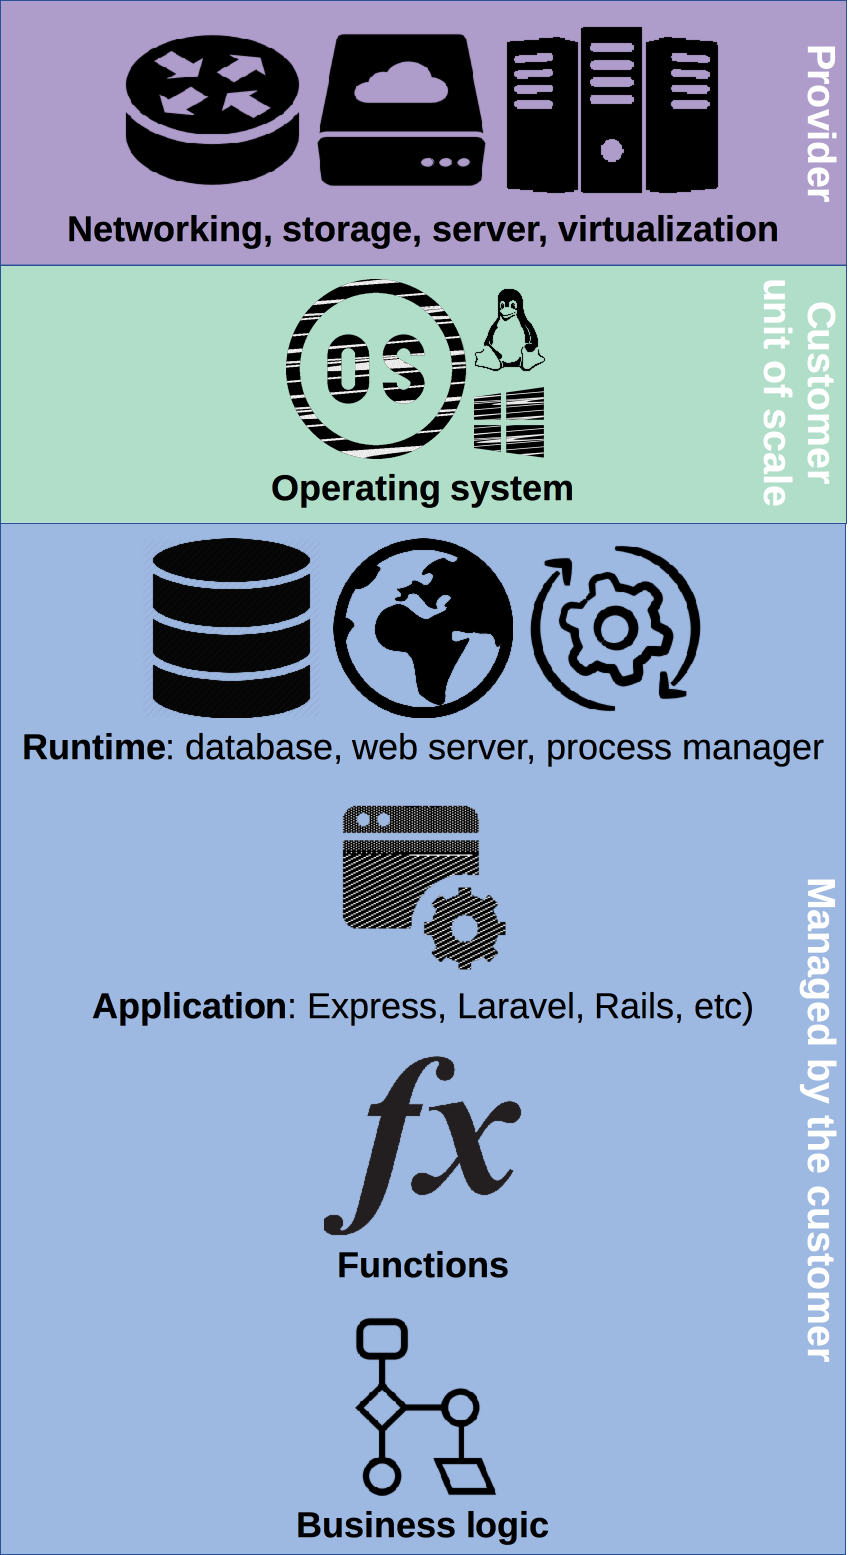 Provider
Networking, storage, server, virtualization
Customer
unit of scale
OS
Operating system
Runtime: database, web server, process manager
Application: Express, Laravel, Rails, etc)
Managed by the customer
fx
Functions
Business logic